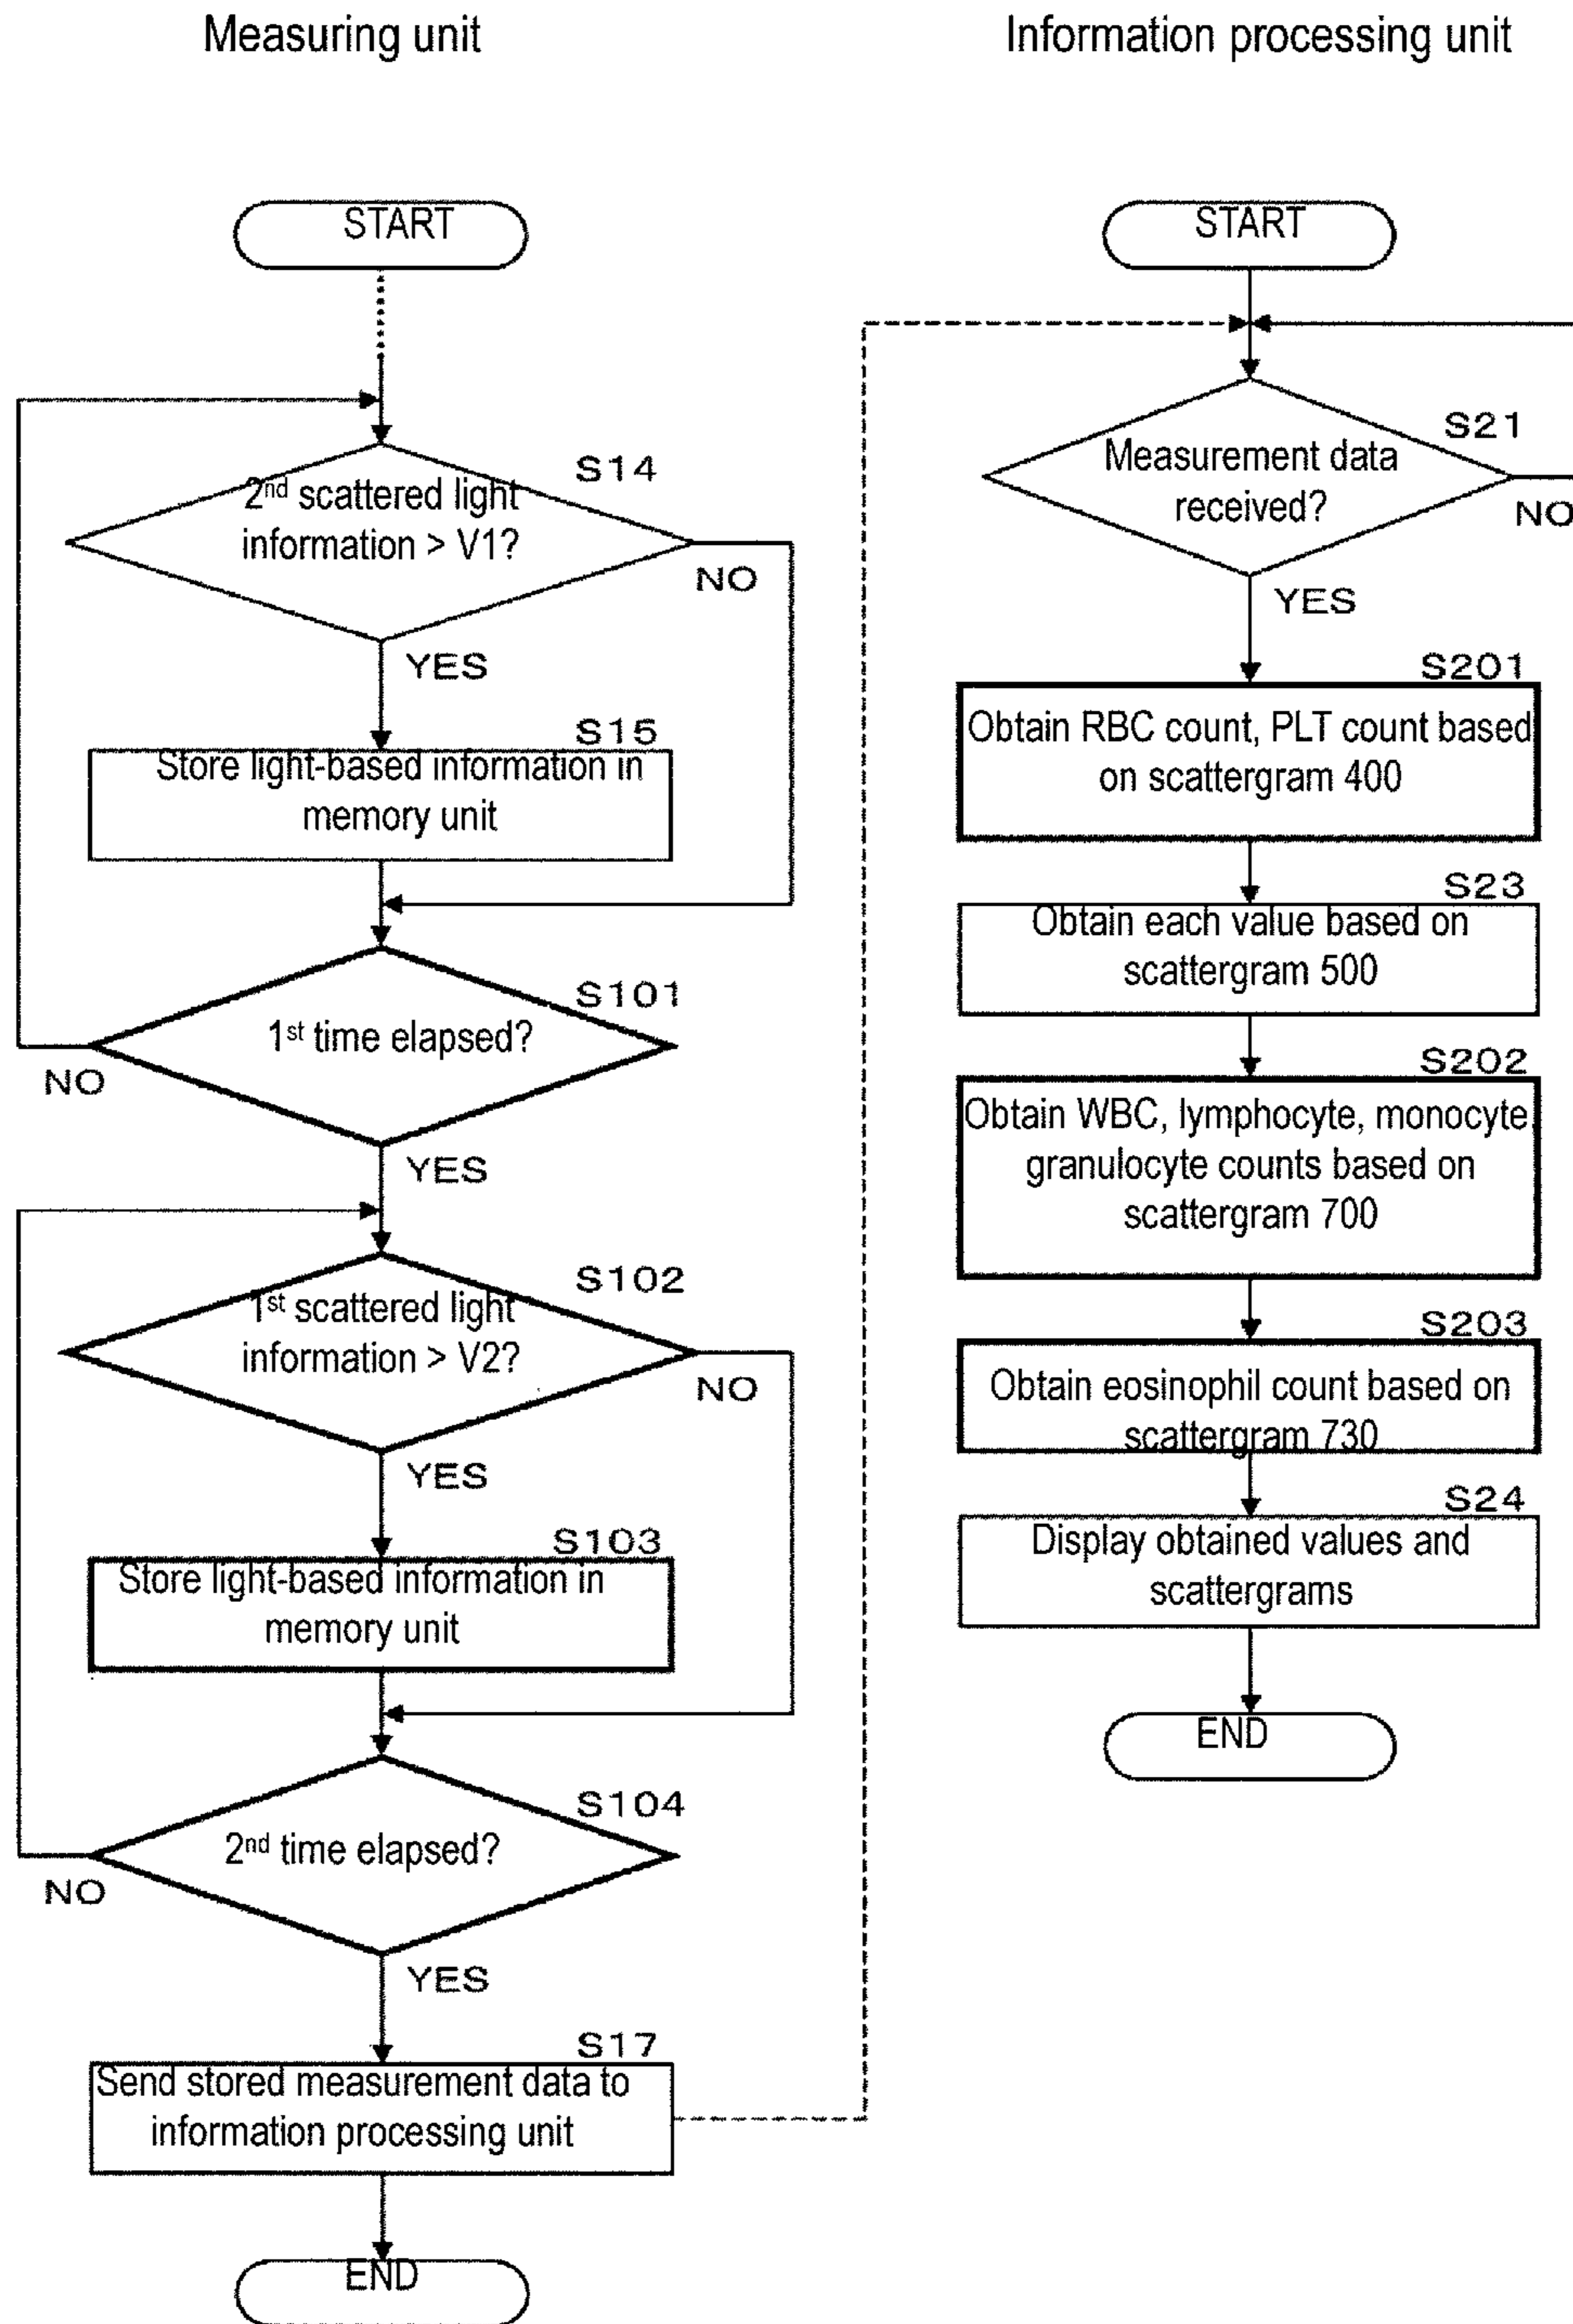 Measuring unit
START
S14
2nd scattered light
information > V1?
NO
YES
S15
Store light-based information in
memory unit
S101
1st time elapsed?
NO
YES
S102
1st scattered light
information > V2?
NO
YES
S103
Store light-based information in
memory unit
S104
2nd time elapsed?
NO
YES
S17
Send stored measurement data to
information processing unit
END
Information processing unit
START
S21
Measurement data
received?
NO
YES
S201
Obtain RBC count, PLT count based
on scattergram 400
S23
Obtain each value based on
scattergram 500
S202
Obtain WBC, lymphocyte, monocyte,
granulocyte counts based on
scattergram 700
S203
Obtain eosinophil count based on
scattergram 730
S24
Display obtained values and
scattergrams
END